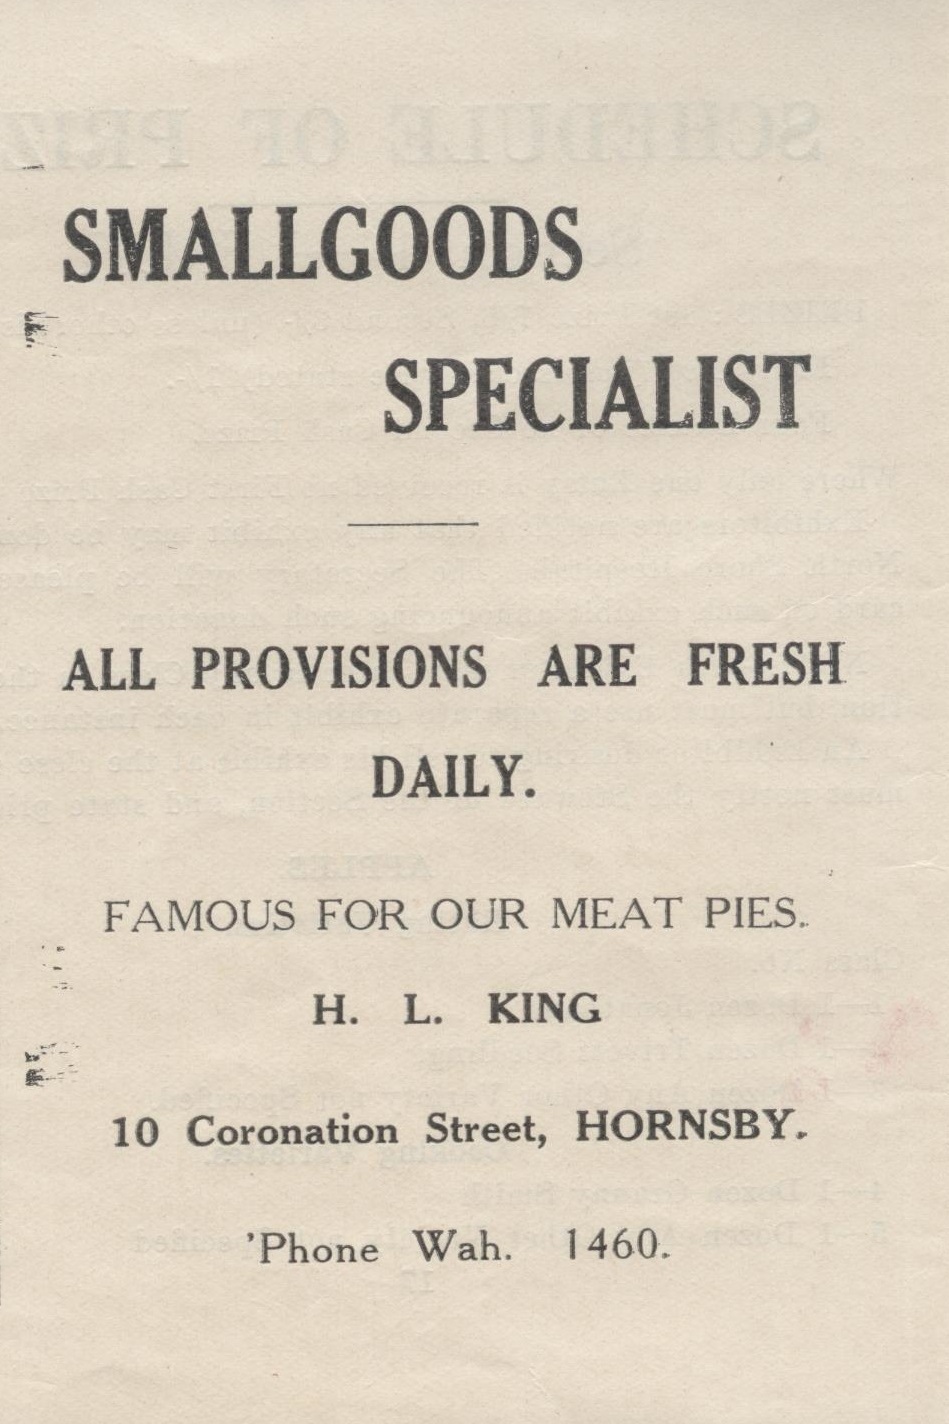 SMALLGOODS
SPECIALIST
ALL PROVISIONS ARE FRESH
DAILY.
FAMOUS FOR OUR MEAT PIES.
H. L. KING
10 Coronation Street, HORNSBY.
'Phone Wah. 1460.